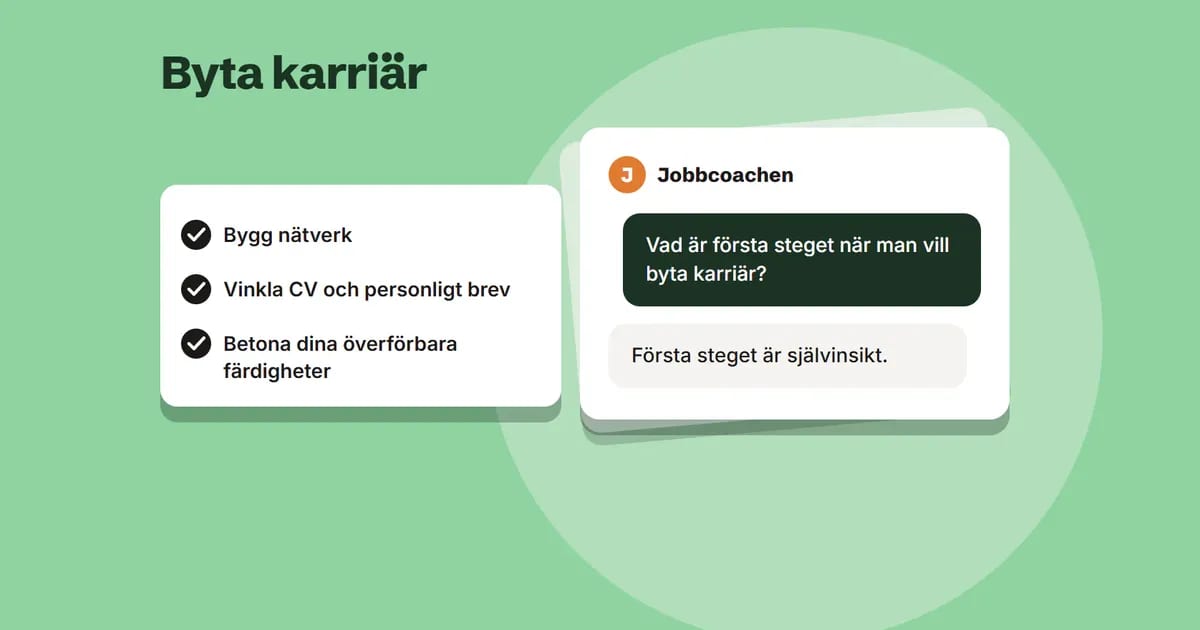 Byta karriär
Bygg nätverk
Vinkla CV och personligt brev
Betona dina överförbara
färdigheter
J
Jobbcoachen
Vad är första steget när man vill
byta karriär?
Första steget är självinsikt.